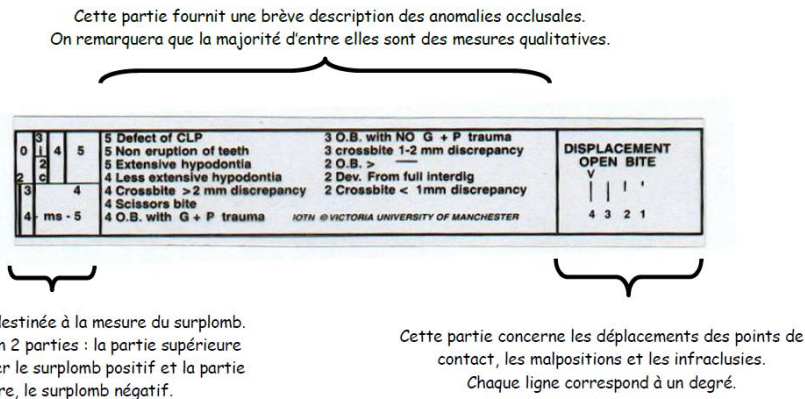 Cette partie fournit une brève description des anomalies occlusales.
On remarquera que la majorité d'entre elles sont des mesures qualitatives.
0 3 i 4 5
2
2 c
3 4
4 - ms - 5
5 Defect of CLP
5 Non eruption of teeth
5 Extensive hypodontia
4 Less extensive hypodontia
4 Crossbite >2 mm discrepancy
4 Scissors bite
4 O.B. with G + P trauma
3 O.B. with NO G + P trauma
3 crossbite 1-2 mm discrepancy
2 O.B. >
2 Dev. From full interdig
2 Crossbite < 1mm discrepancy
IOTN © VICTORIA UNIVERSITY OF MANCHESTER
DISPLACEMENT
OPEN BITE
V
4 3 2 1
destinée à la mesure du surplomb.
2 parties : la partie supérieure
le surplomb positif et la partie
le surplomb négatif.
Cette partie concerne les déplacements des points de
contact, les malpositions et les infraclusies.
Chaque ligne correspond à un degré.